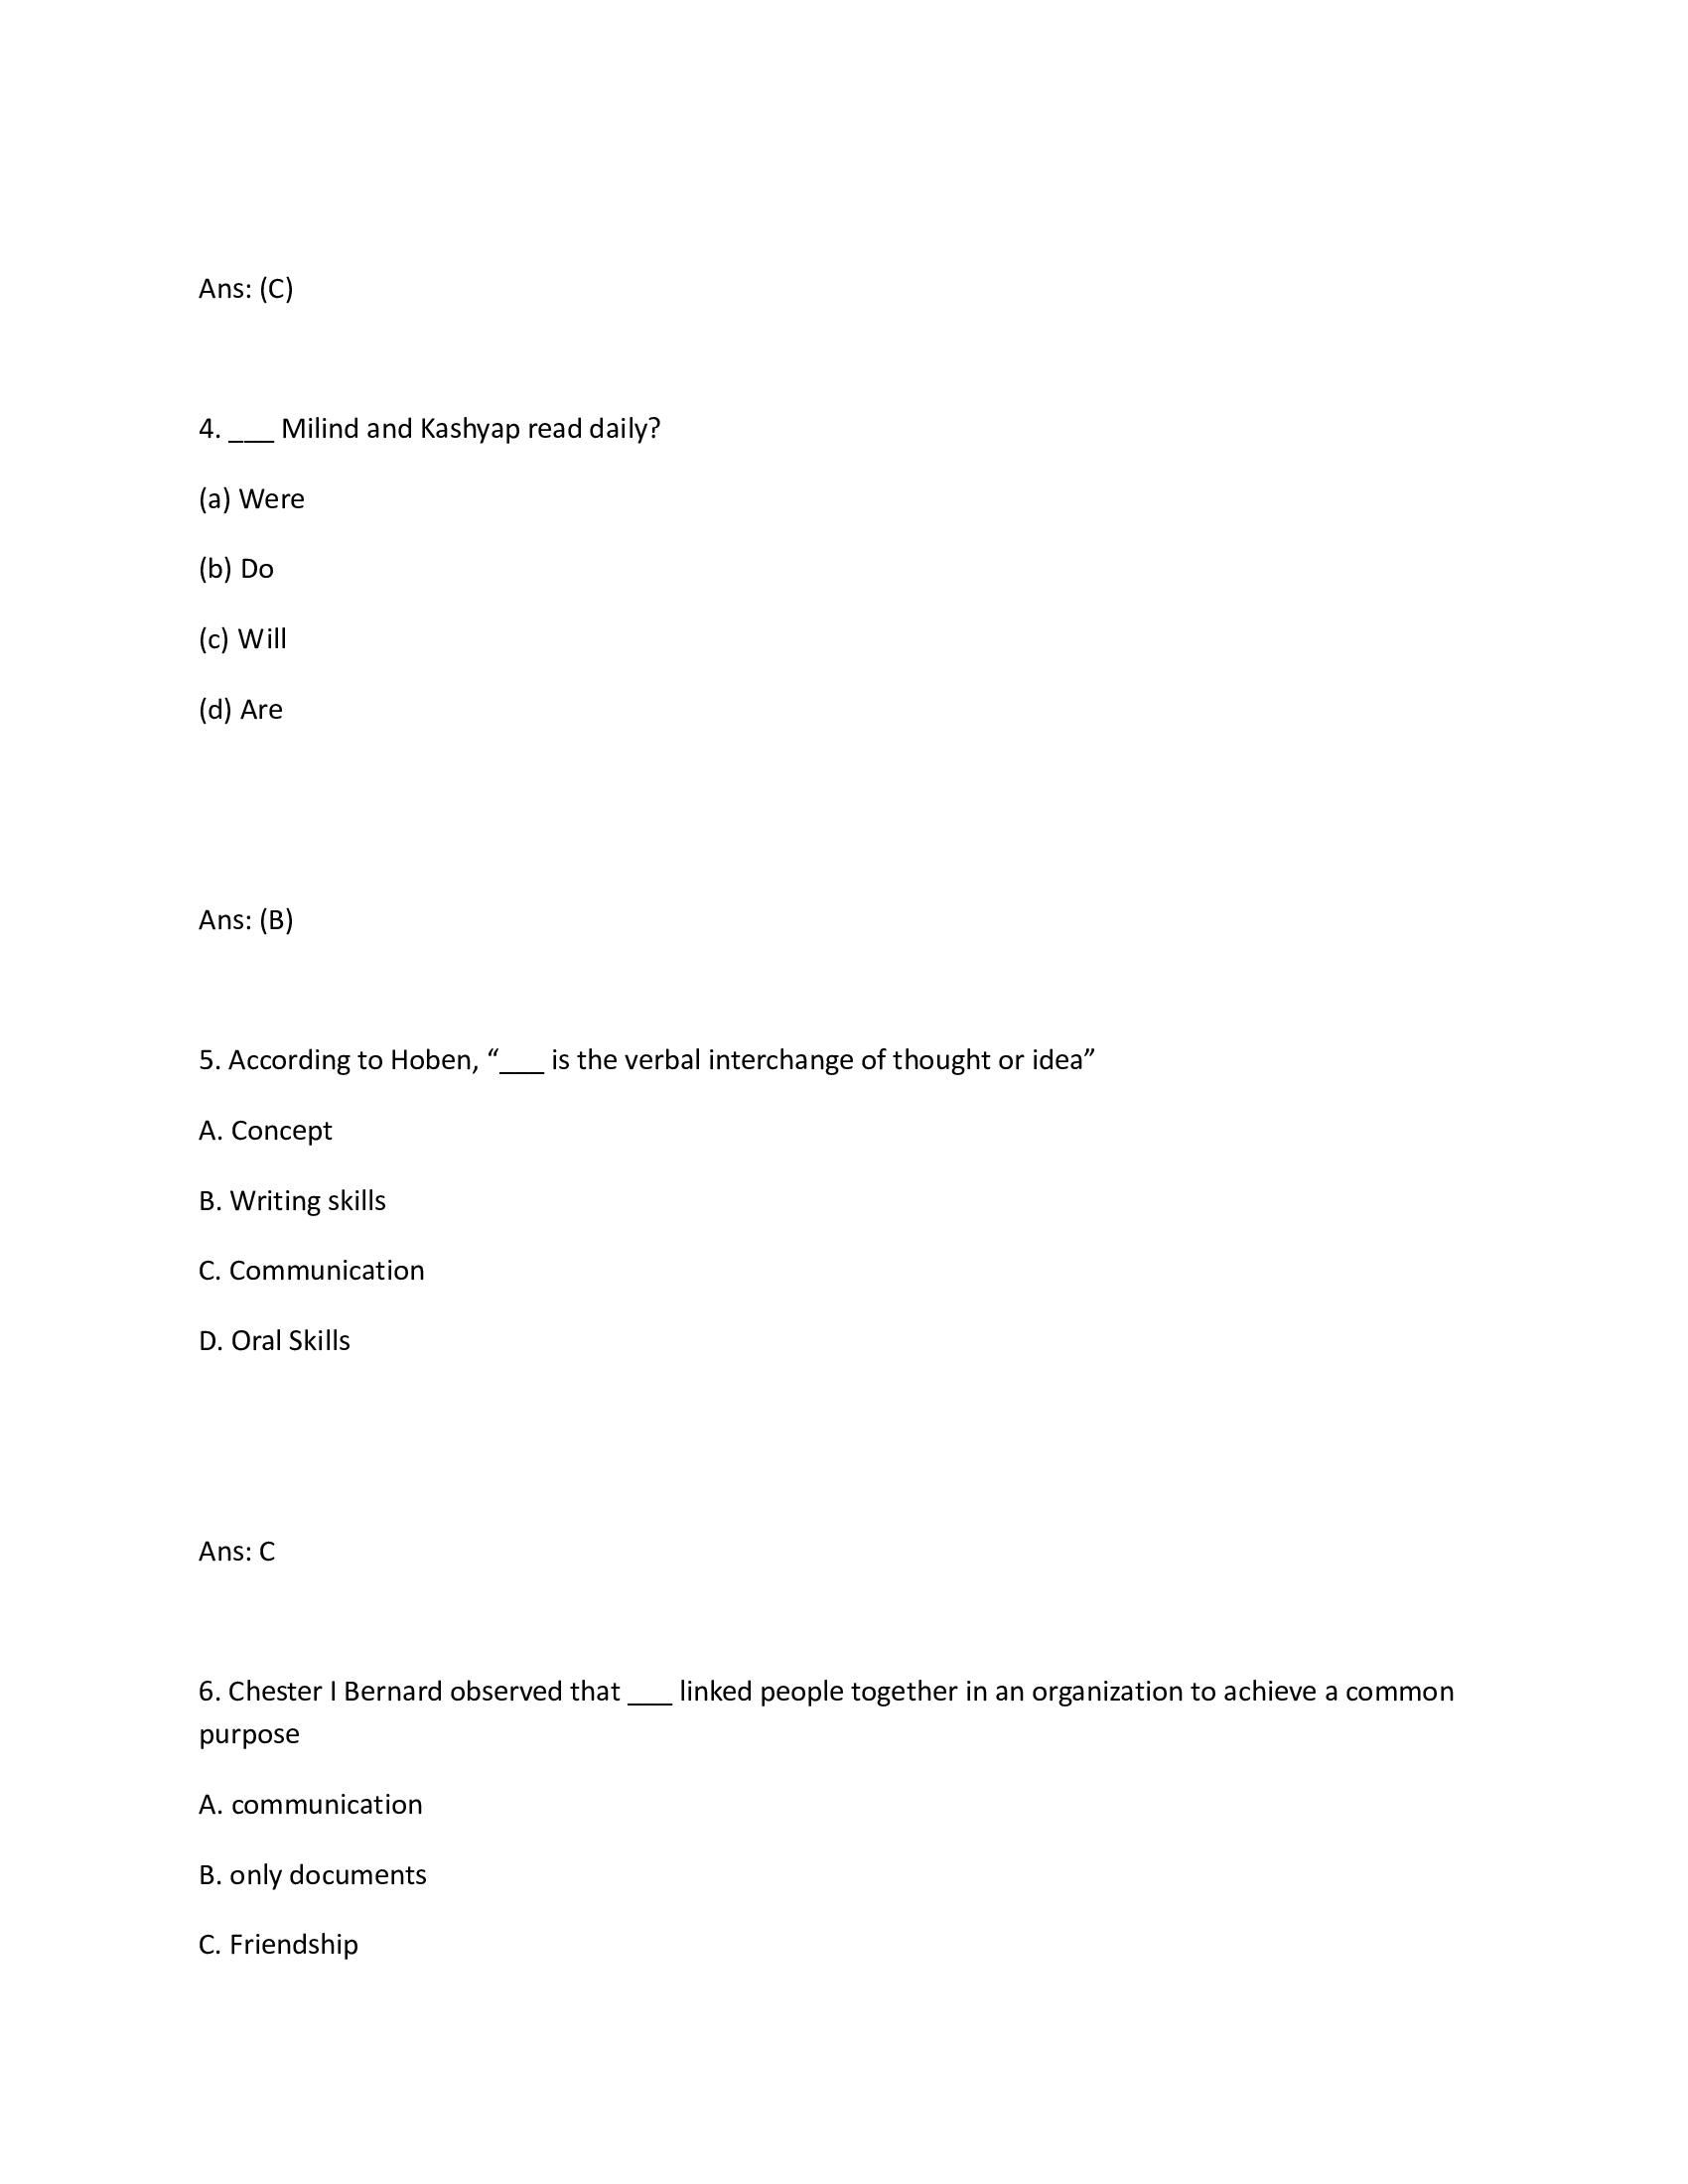 Ans: (C)
4. ___ Milind and Kashyap read daily?
(a) Were
(b) Do
(c) Will
(d) Are
Ans: (B)
5. According to Hoben, “___ is the verbal interchange of thought or idea”
A. Concept
B. Writing skills
C. Communication
D. Oral Skills
Ans: C
6. Chester I Bernard observed that ___ linked people together in an organization to achieve a common
purpose
A. communication
B. only documents
C. Friendship